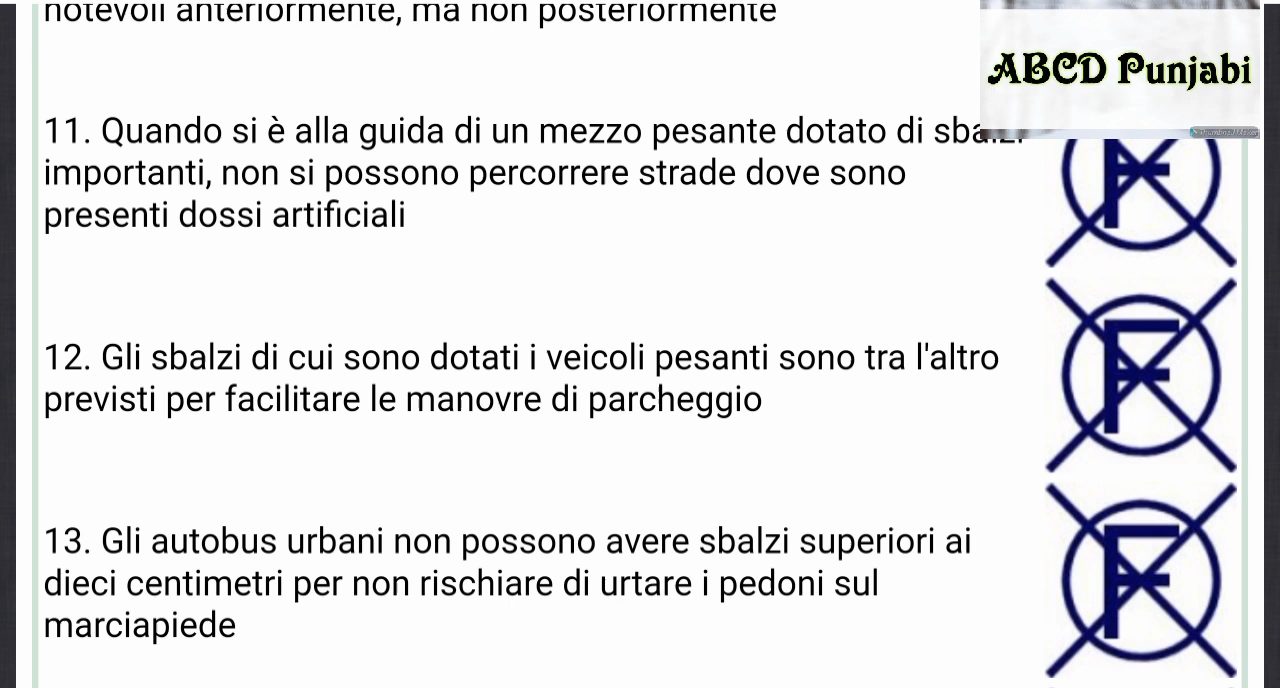 notevoli anteriormente, ma non posteriormente
ABCD Punjabi
11. Quando si è alla guida di un mezzo pesante dotato di sbalzi
importanti, non si possono percorrere strade dove sono
presenti dossi artificiali
F
12. Gli sbalzi di cui sono dotati i veicoli pesanti sono tra l'altro
previsti per facilitare le manovre di parcheggio
F
13. Gli autobus urbani non possono avere sbalzi superiori ai
dieci centimetri per non rischiare di urtare i pedoni sul
marciapiede
F